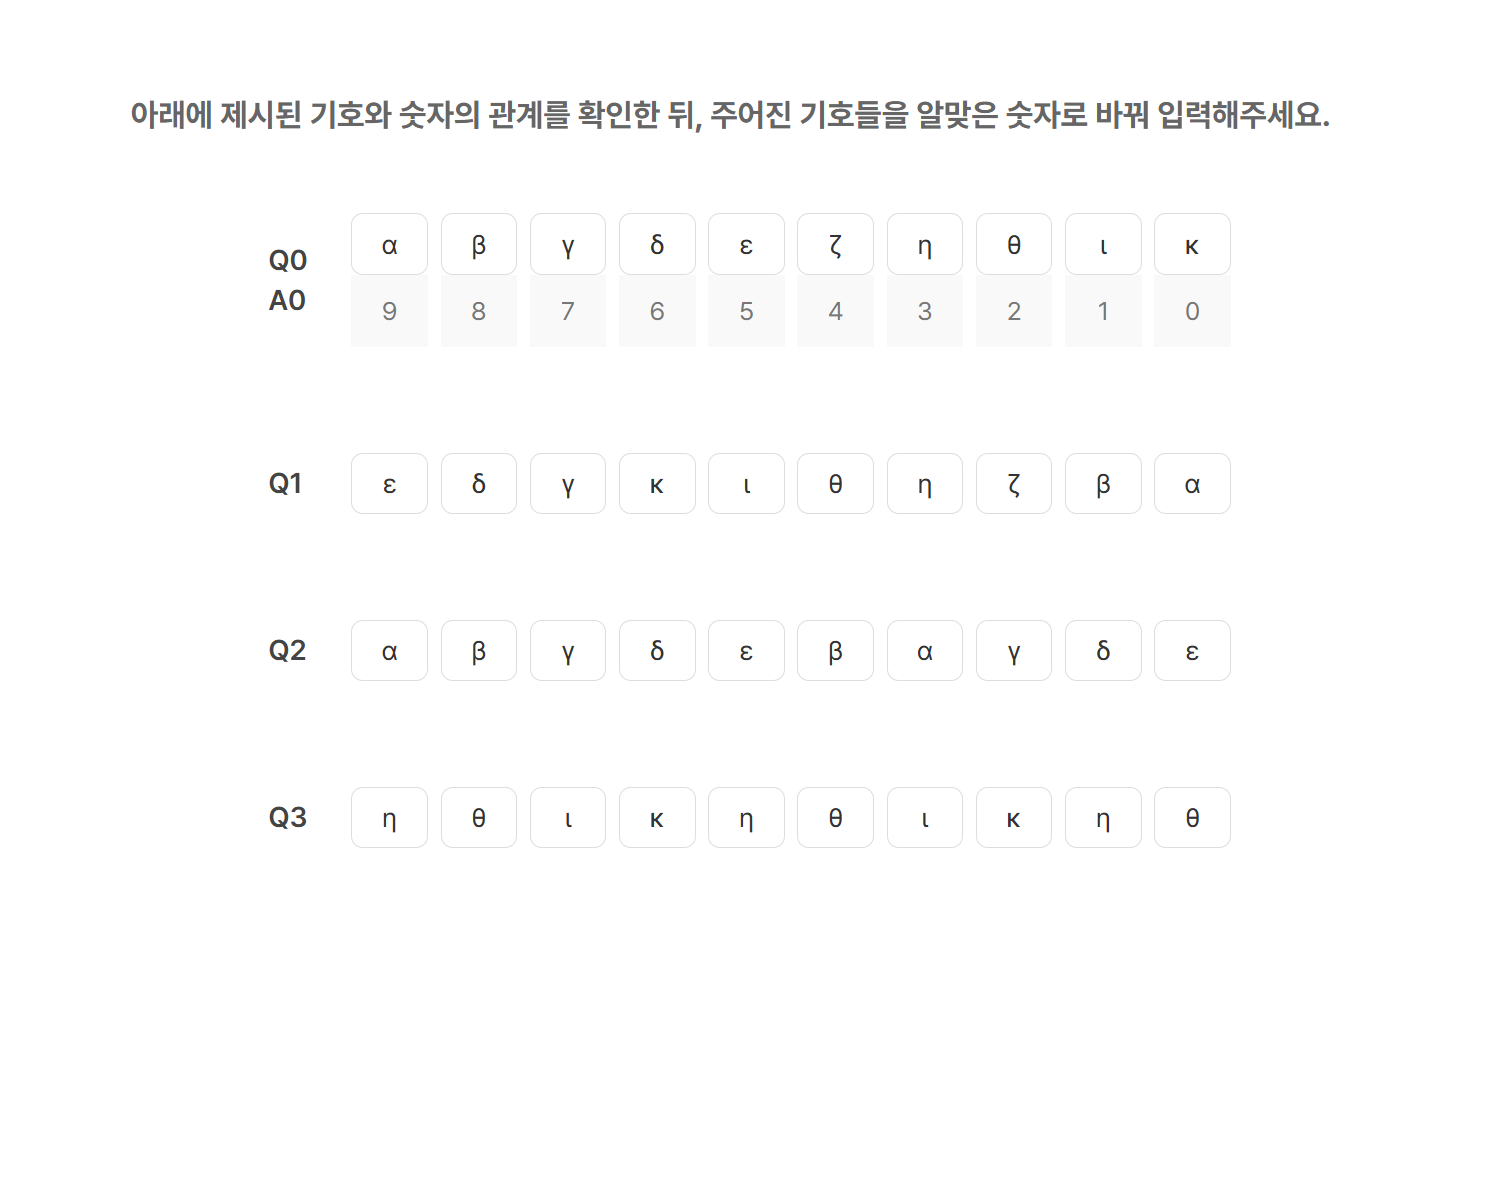 아래에 제시된 기호와 숫자의 관계를 확인한 뒤, 주어진 기호들을 알맞은 숫자로 바꿔 입력해주세요.
Q0 α β γ δ ε ζ η θ ι κ
A0 9 8 7 6 5 4 3 2 1 0
Q1 ε δ γ κ ι θ η ζ β α
Q2 α β γ δ ε β α γ δ ε
Q3 η θ ι κ η θ ι κ η θ